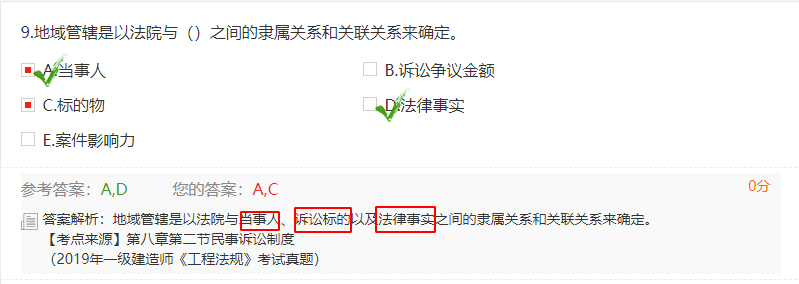 9.地域管辖是以法院与（）之间的隶属关系和关联关系来确定。
A.当事人
B.诉讼争议金额
C.标的物
D.法律事实
E.案件影响力
参考答案：A,D 您的答案：A,C 0分
答案解析：地域管辖是以法院与当事人、诉讼标的以及法律事实之间的隶属关系和关联关系来确定。
【考点来源】第八章第二节民事诉讼制度
（2019年一级建造师《工程法规》考试真题）